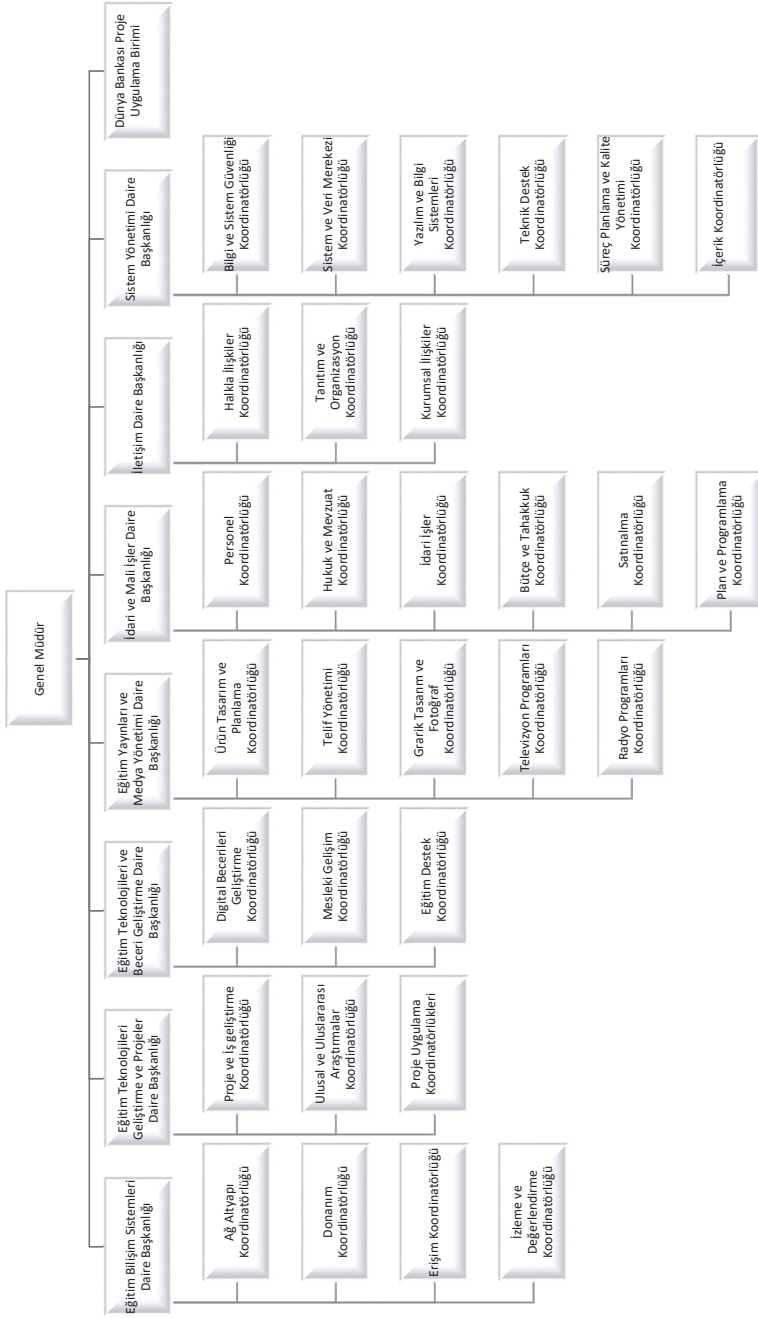 Genel Müdür
Eğitim Bilişim Sistemleri
Daire Başkanlığı
Ağ Altyapı
Koordinatörlüğü
Donanım
Koordinatörlüğü
Erişim Koordinatörlüğü
İzleme ve
Değerlendirme
Koordinatörlüğü
Eğitim Teknolojileri
Geliştirme ve Projeler
Daire Başkanlığı
Proje ve İş geliştirme
Koordinatörlüğü
Ulusal ve Uluslararası
Araştırmalar
Koordinatörlüğü
Proje Uygulama
Koordinatörlükleri
Eğitim Teknolojileri ve
Beceri Geliştirme Daire
Başkanlığı
Digital Becerileri
Geliştirme
Koordinatörlüğü
Mesleki Gelişim
Koordinatörlüğü
Eğitim Destek
Koordinatörlüğü
Eğitim Yayınları ve
Medya Yönetimi Daire
Başkanlığı
Ürün Tasarım ve
Planlama
Koordinatörlüğü
Telif Yönetimi
Koordinatörlüğü
Grarik Tasarım ve
Fotoğraf
Koordinatörlüğü
Televizyon Programları
Koordinatörlüğü
Radyo Programları
Koordinatörlüğü
İdari ve Mali İşler Daire
Başkanlığı
Personel
Koordinatörlüğü
Hukuk ve Mevzuat
Koordinatörlüğü
İdari İşler
Koordinatörlüğü
Bütçe ve Tahakkuk
Koordinatörlüğü
Satınalma
Koordinatörlüğü
Plan ve Programlama
Koordinatörlüğü
İletişim Daire Başkanlığı
Halkla İlişkiler
Koordinatörlüğü
Tanıtım ve
Organizasyon
Koordinatörlüğü
Kurumsal İlişkiler
Koordinatörlüğü
Sistem Yönetimi Daire
Başkanlığı
Bilgi ve Sistem Güvenliği
Koordinatörlüğü
Sistem ve Veri Merkezi
Koordinatörlüğü
Yazılım ve Bilgi
Sistemleri
Koordinatörlüğü
Teknik Destek
Koordinatörlüğü
Süreç Planlama ve Kalite
Yönetimi
Koordinatörlüğü
İçerik Koordinatörlüğü
Dünya Bankası Proje
Uygulama Birimi